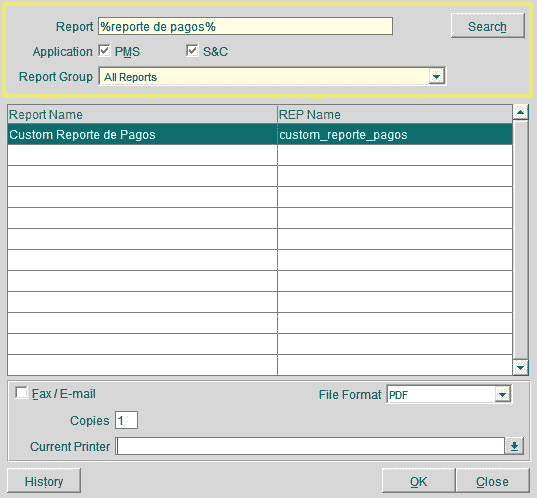 Report %reporte de pagos% Search
Application PMS S&C
Report Group All Reports
Report Name REP Name
Custom Reporte de Pagos custom_reporte_pagos
Fax / E-mail File Format PDF
Copies 1
Current Printer
History OK Close